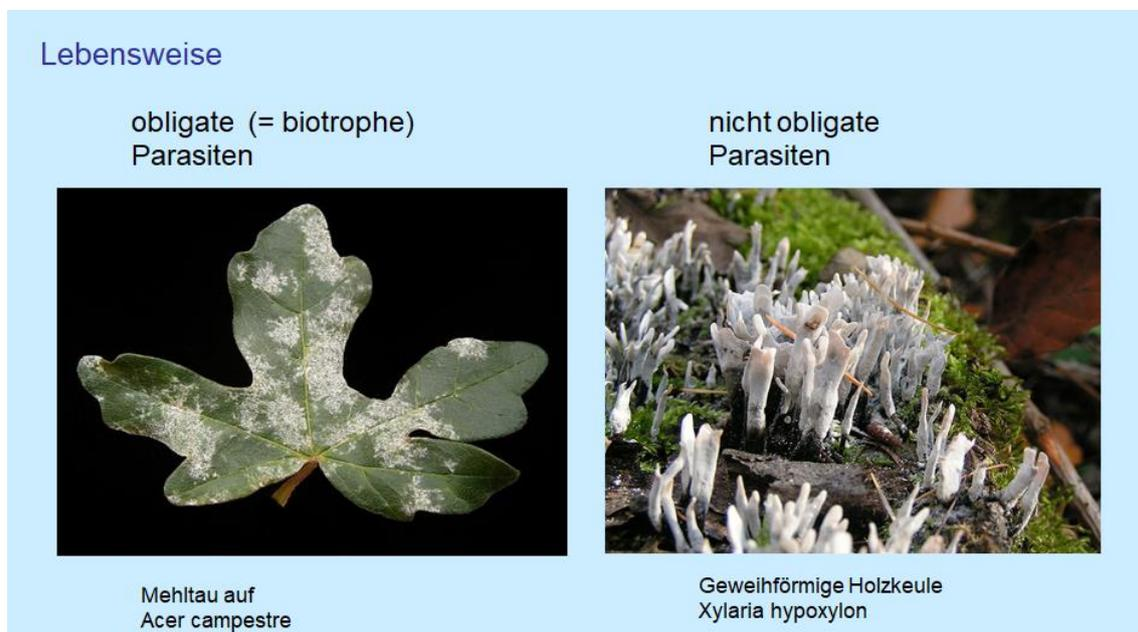 Lebensweise
obligate (= biotrophe)
Parasiten
nicht obligate
Parasiten
Mehltau auf
Acer campestre
Geweihförmige Holzkeule
Xylaria hypoxylon